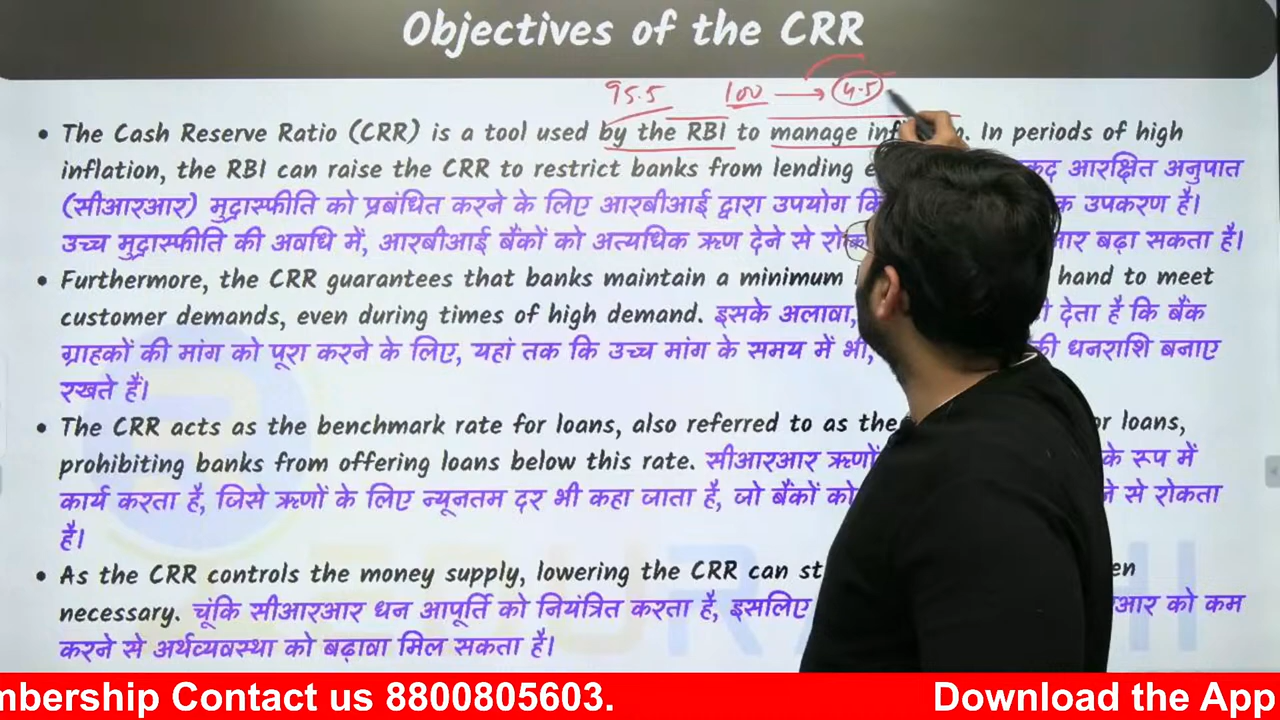 Objectives of the CRR
95.5 100 → 4.5
• The Cash Reserve Ratio (CRR) is a tool used by the RBI to manage inf In periods of high
inflation, the RBI can raise the CRR to restrict banks from lending e आरक्षित अनुपात
(सीआरआर) मुद्रास्फीति को प्रबंधित करने के लिए आरबीआई द्वारा उपयोग उपकरण है।
उच्च मुद्रास्फीति की अवधि में, आरबीआई बैंकों को अत्यधिक ऋण देने से बढ़ा सकता है।
• Furthermore, the CRR guarantees that banks maintain a minimum hand to meet
customer demands, even during times of high demand. इसके अलावा, देता है कि बैंक
ग्राहकों की मांग को पूरा करने के लिए, यहां तक कि उच्च मांग के समय में भी, की धनराशि बनाए
रखते हैं।
• The CRR acts as the benchmark rate for loans, also referred to as the or loans,
prohibiting banks from offering loans below this rate. सीआरआर ऋणों के रूप में
कार्य करता है, जिसे ऋणों के लिए न्यूनतम दर भी कहा जाता है, जो बैंकों को से रोकता
है।
• As the CRR controls the money supply, lowering the CRR can st en
necessary. चूंकि सीआरआर धन आपूर्ति को नियंत्रित करता है, इसलिए आर को कम
करने से अर्थव्यवस्था को बढ़ावा मिल सकता है।
mbership Contact us 8800805603. Download the App